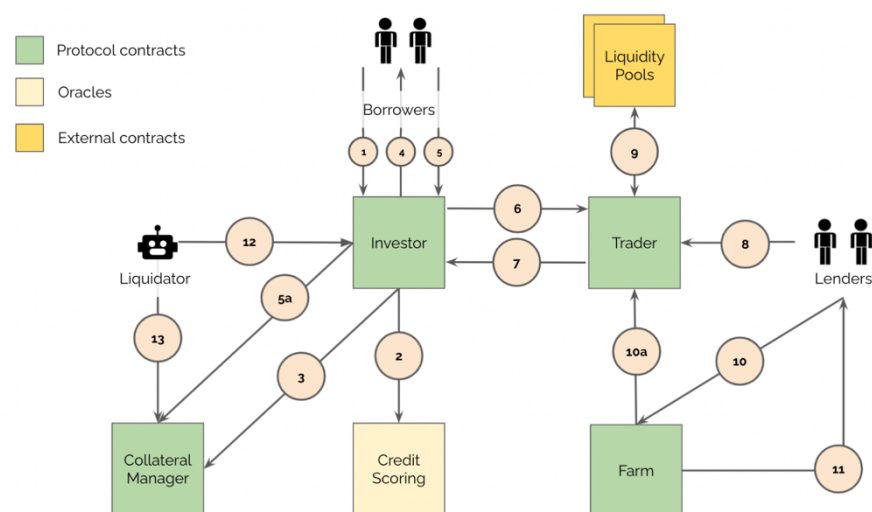 Protocol contracts
Oracles
External contracts
Borrowers
1
4
5
Liquidity
Pools
9
Liquidator
12
Investor
6
7
Trader
8
Lenders
13
5a
3
2
10a
10
11
Collateral
Manager
Credit
Scoring
Farm